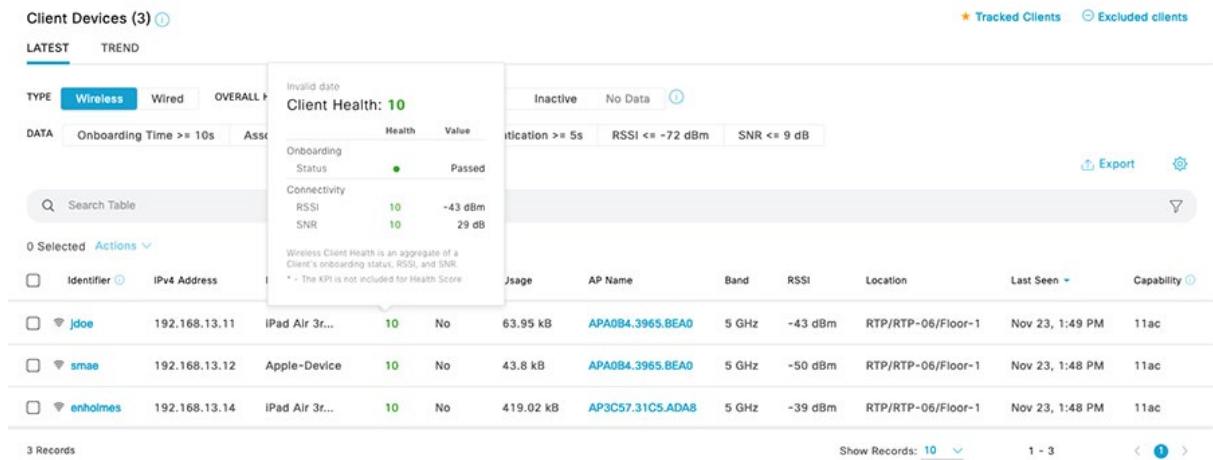 Client Devices (3)
★ Tracked Clients
Excluded clients
LATEST
TREND
Invalid date
Client Health: 10
Health Value
Onboarding
Status Passed
Connectivity
RSSI 10 -43 dBm
SNR 10 29 dB
Wireless Client Health is an aggregate of a
Client's onboarding status, RSSI, and SNR.
* - The KPI is not included for Health Score
TYPE Wireless Wired OVERALL Inactive No Data
DATA Onboarding Time >= 10s >= 5s RSSI <= -72 dBm SNR <= 9 dB
Export
Search Table
0 Selected Actions
Identifier IPv4 Address Usage AP Name Band RSSI Location Last Seen Capability
jdoe 192.168.13.11 iPad Air 3r... 10 No 63.95 kB APA0B4.3965.BEA0 5 GHz -43 dBm RTP/RTP-06/Floor-1 Nov 23, 1:49 PM 11ac
smae 192.168.13.12 Apple-Device 10 No 43.8 kB APA0B4.3965.BEA0 5 GHz -50 dBm RTP/RTP-06/Floor-1 Nov 23, 1:48 PM 11ac
enholmes 192.168.13.14 iPad Air 3r... 10 No 419.02 kB AP3C57.31C5.ADA8 5 GHz -39 dBm RTP/RTP-06/Floor-1 Nov 23, 1:48 PM 11ac
3 Records
Show Records: 10 1 - 3 1